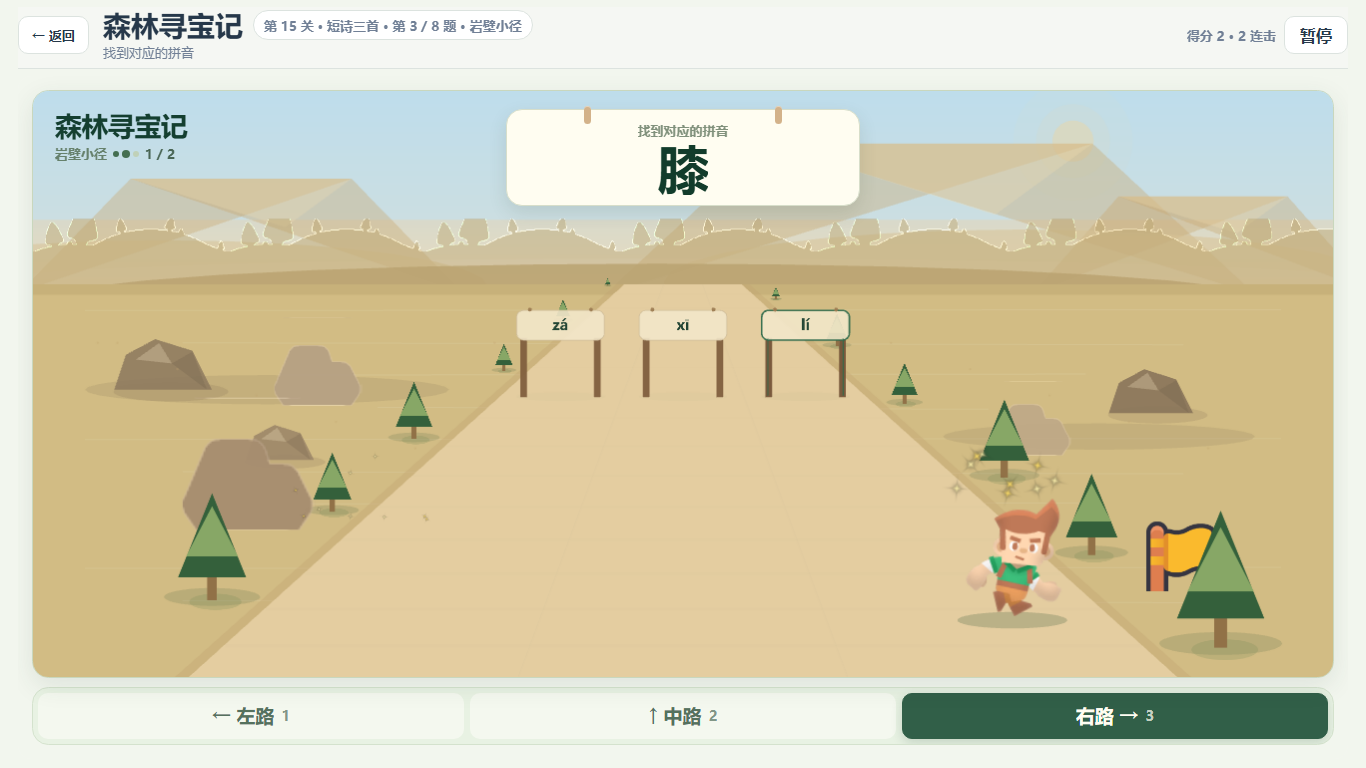 ← 返回
森林寻宝记
第 15 关 • 短诗三首 • 第 3 / 8 题 • 岩壁小径
找到对应的拼音
得分 2 • 2 连击
暂停
森林寻宝记
岩壁小径 1 / 2
找到对应的拼音
膝
zá
xī
lí
← 左路 1
↑ 中路 2
右路 → 3